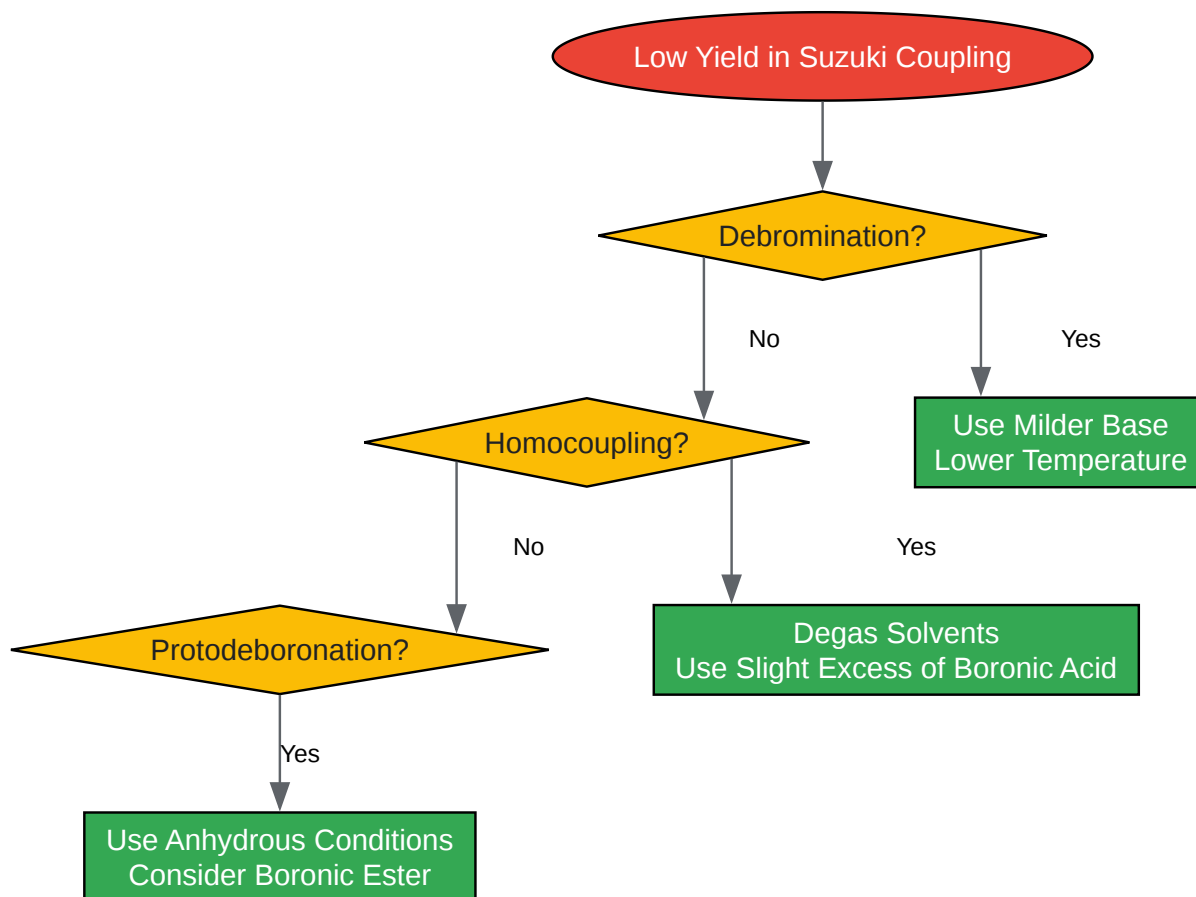 Low Yield in Suzuki Coupling
Debromination?
No
Yes
Use Milder Base
Lower Temperature
Homocoupling?
No
Yes
Degas Solvents
Use Slight Excess of Boronic Acid
Protodeboronation?
Yes
Use Anhydrous Conditions
Consider Boronic Ester